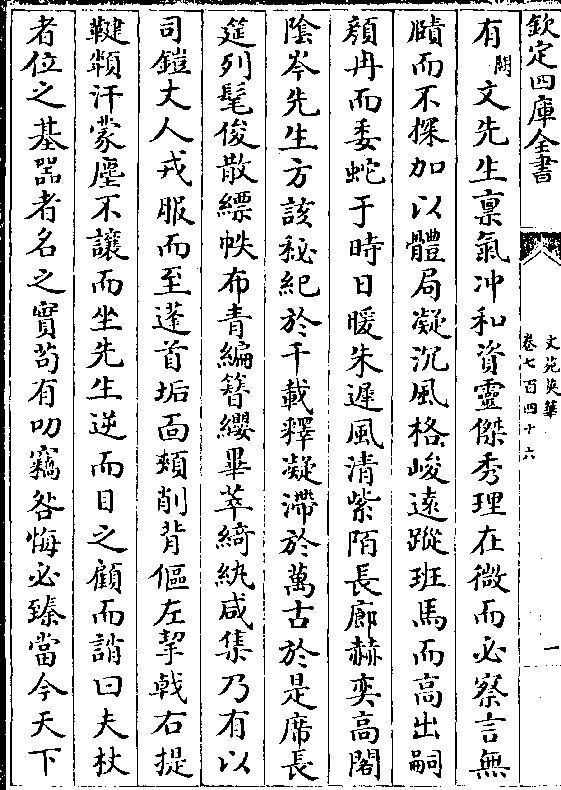 欽定四庫全書
文苑英華
卷七百四十六
一
有闕文先生禀氣冲和資靈傑秀理在微而必察言無
賾而不探加以體局凝沉風格峻遠蹤班馬而高出嗣
顔冉而委蛇于時日暖朱遲風清紫陌長廊赫奕高閣
陰岑先生方該秘紀於千載釋凝滯於萬古於是席長
筵列髦俊散縹帙布青編簪纓畢萃綺紈咸集乃有以
司鎧大人戎服而至蓬首垢面頰削背傴左挈戟右提
鞬顙汗蒙塵不讓而坐先生逆而目之顧而誚曰夫杖
者位之基噐者名之實苟有叨竊咎悔必臻當今天下